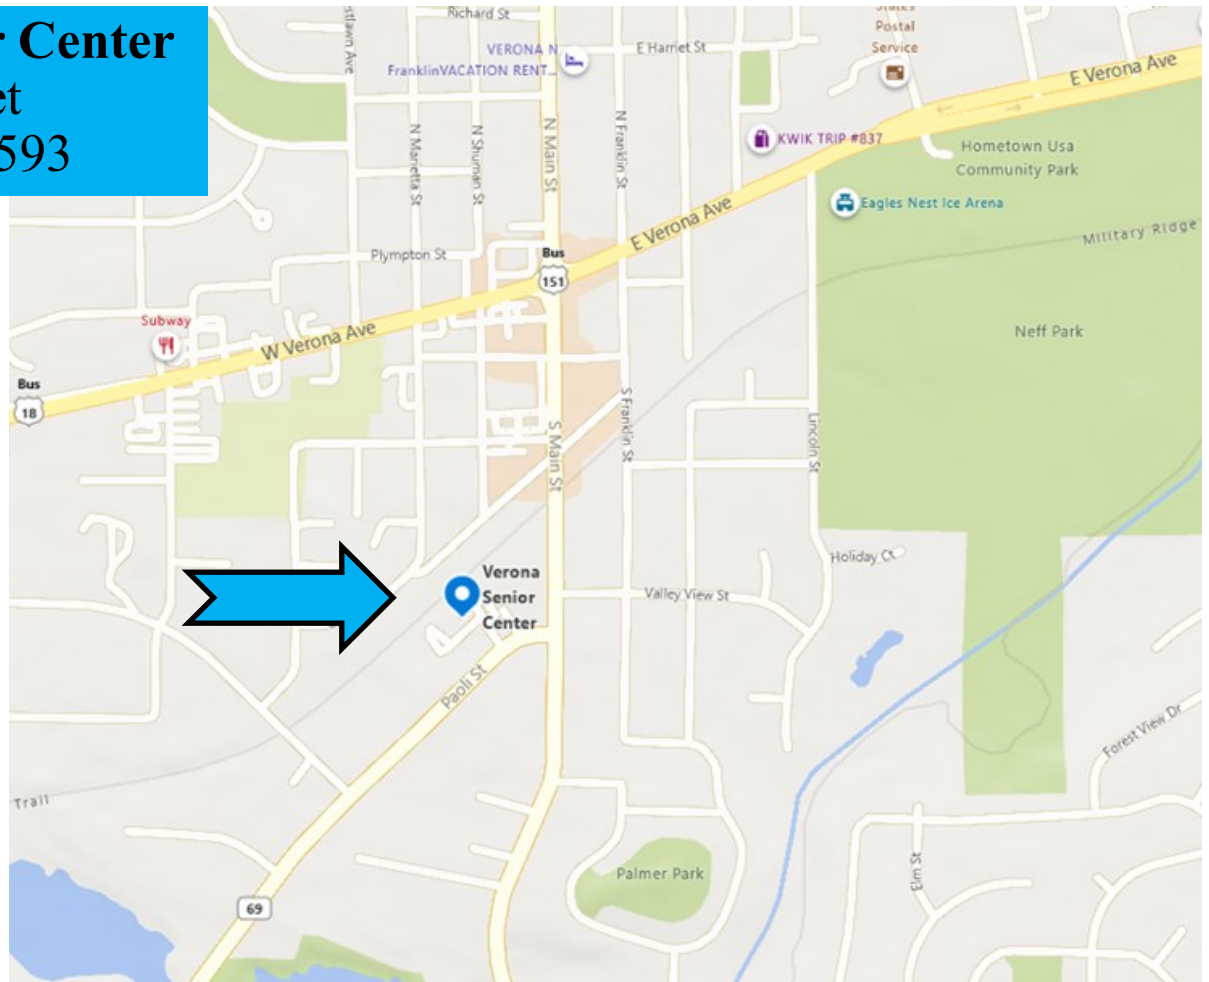 Center
593
Richard St
Postal
Service
VERONA N
FranklinVACATION RENT...
E Harriet St
E Verona Ave
N Marietta St
N Shuman St
N Main St
N Franklin St
KWIK TRIP #837
Hometown Usa
Community Park
Eagles Nest Ice Arena
E Verona Ave
Military Ridge
Plympton St
Bus
151
Subway
W Verona Ave
Neff Park
Bus
18
S Franklin St
S Main St
Lincoln St
Holiday Ct
Verona
Senior
Center
Valley View St
Paoli St
Forest View Dr
Trail
Palmer Park
Elm St
69